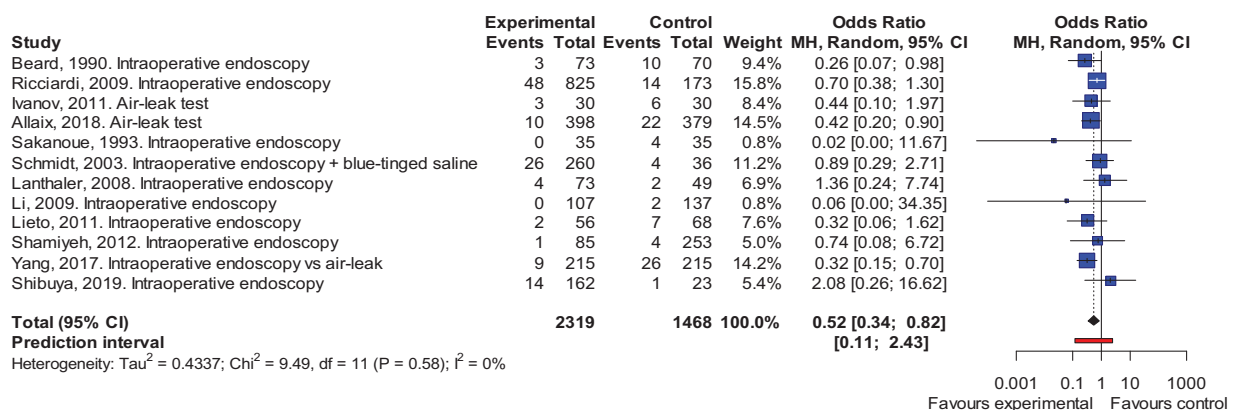 Experimental Control Odds Ratio Odds Ratio
Study Events Total Events Total Weight MH, Random, 95% CI MH, Random, 95% CI
Beard, 1990. Intraoperative endoscopy 3 73 10 70 9.4% 0.26 [0.07; 0.98]
Ricciardi, 2009. Intraoperative endoscopy 48 825 14 173 15.8% 0.70 [0.38; 1.30]
Ivanov, 2011. Air-leak test 3 30 6 30 8.4% 0.44 [0.10; 1.97]
Allaix, 2018. Air-leak test 10 398 22 379 14.5% 0.42 [0.20; 0.90]
Sakanoue, 1993. Intraoperative endoscopy 0 35 4 35 1.3% 0.02 [0.00; 11.67]
Schmidt, 2003. Intraoperative endoscopy + blue-tinged saline 26 260 4 36 11.2% 0.89 [0.29; 2.71]
Lanthaler, 2008. Intraoperative endoscopy 4 73 2 49 6.9% 1.36 [0.24; 7.74]
Li, 2009. Intraoperative endoscopy 0 107 2 137 0.8% 0.06 [0.00; 34.35]
Lieto, 2011. Intraoperative endoscopy 2 56 7 68 7.7% 0.32 [0.06; 1.62]
Shamiyeh, 2012. Intraoperative endoscopy 1 85 4 253 5.0% 0.74 [0.08; 6.72]
Yang, 2017. Intraoperative endoscopy vs air-leak 9 215 26 215 14.2% 0.32 [0.15; 0.70]
Shibuya, 2019. Intraoperative endoscopy 14 162 1 23 5.4% 2.08 [0.26; 16.62]
Total (95% CI) 2319 1468 100.0% 0.52 [0.34; 0.82]
Prediction interval [0.11; 2.43]
Heterogeneity: Tau² = 0.4337; Chi² = 9.49, df = 11 (P = 0.58); I² = 0%
0.001 0.1 1 10 1000
Favours experimental Favours control